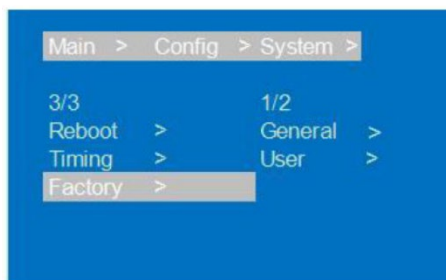 Main > Config > System >
3/3 1/2
Reboot > General >
Timing > User >
Factory >